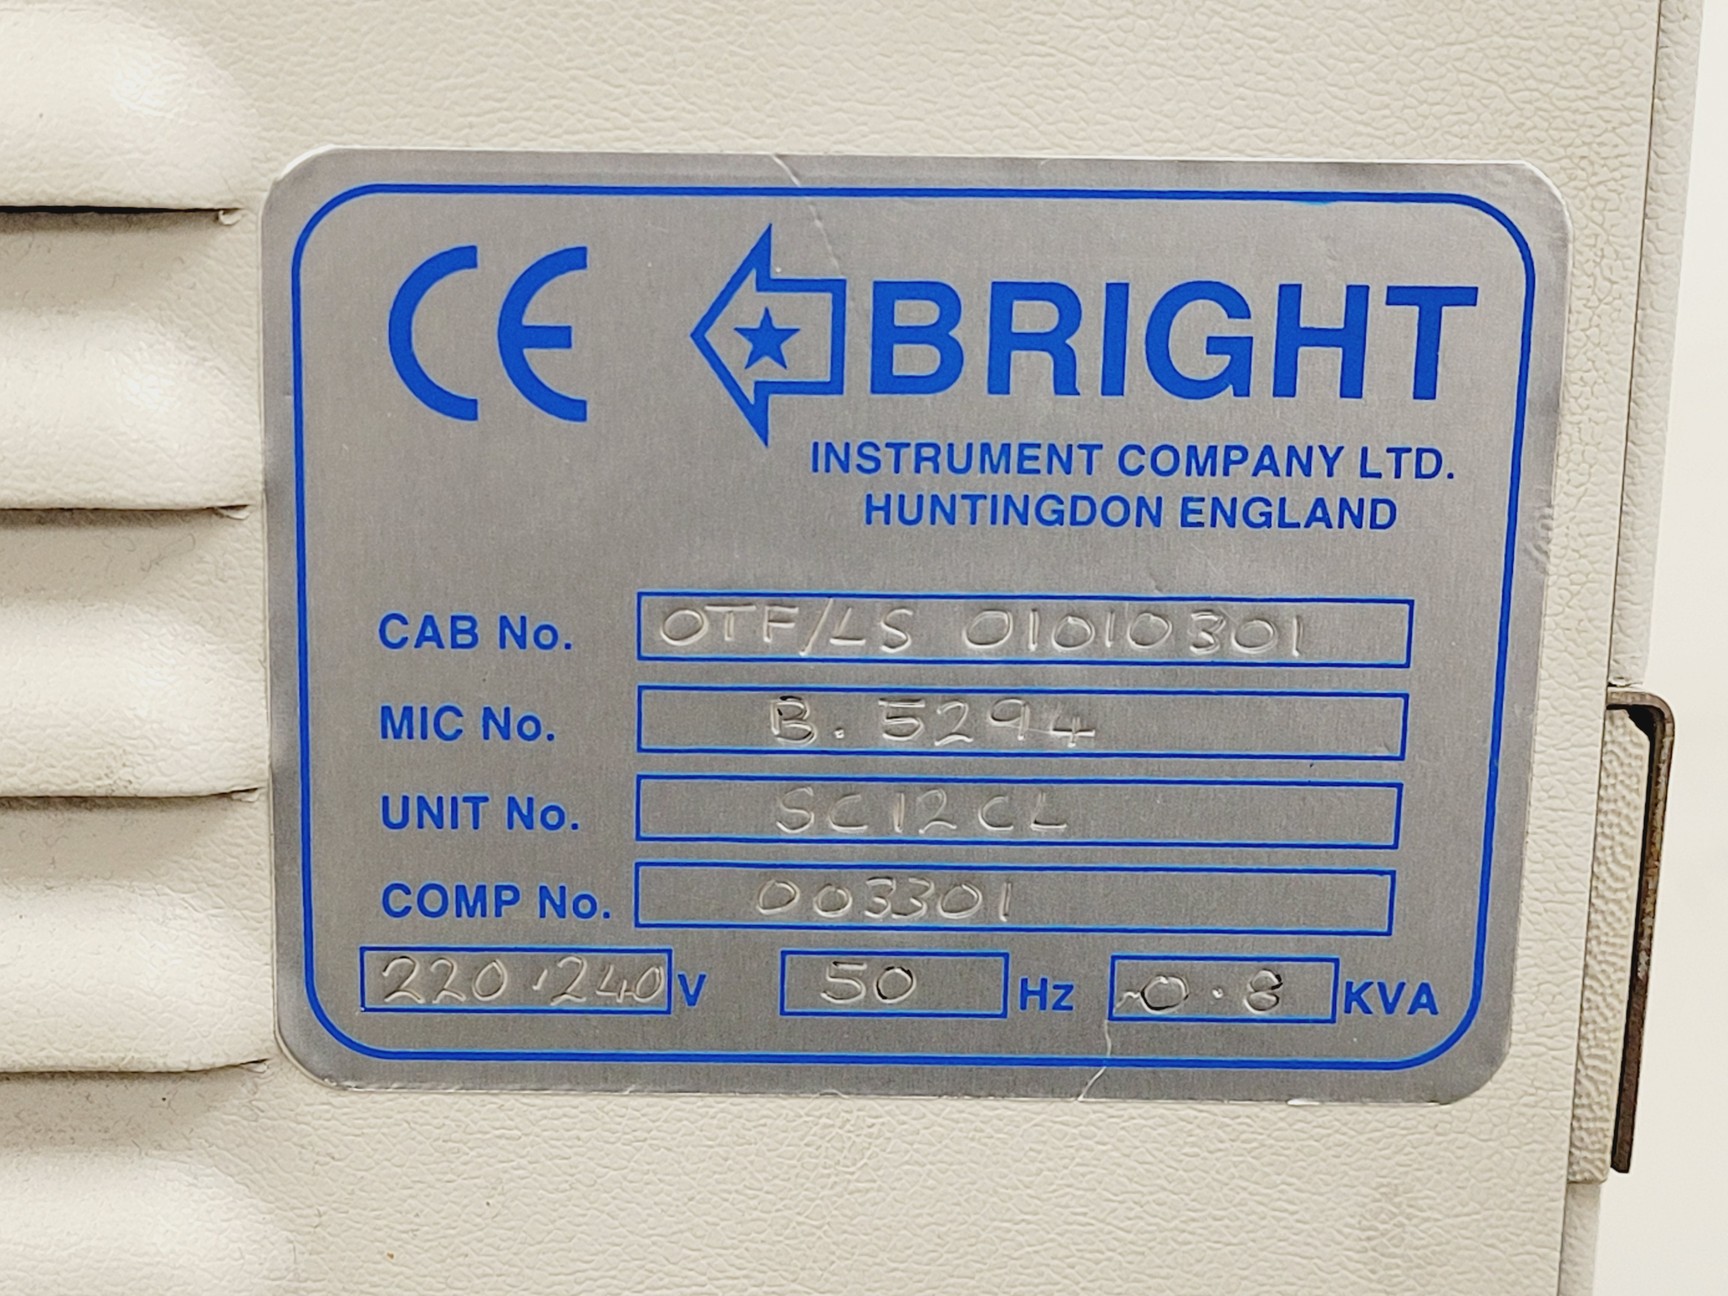 CE BRIGHT
INSTRUMENT COMPANY LTD.
HUNTINGDON ENGLAND
CAB No. OTF/LS 01010301
MIC No. B. 5294
UNIT No. SC12CL
COMP No. 003301
220.240 V 50 Hz ~0.8 KVA